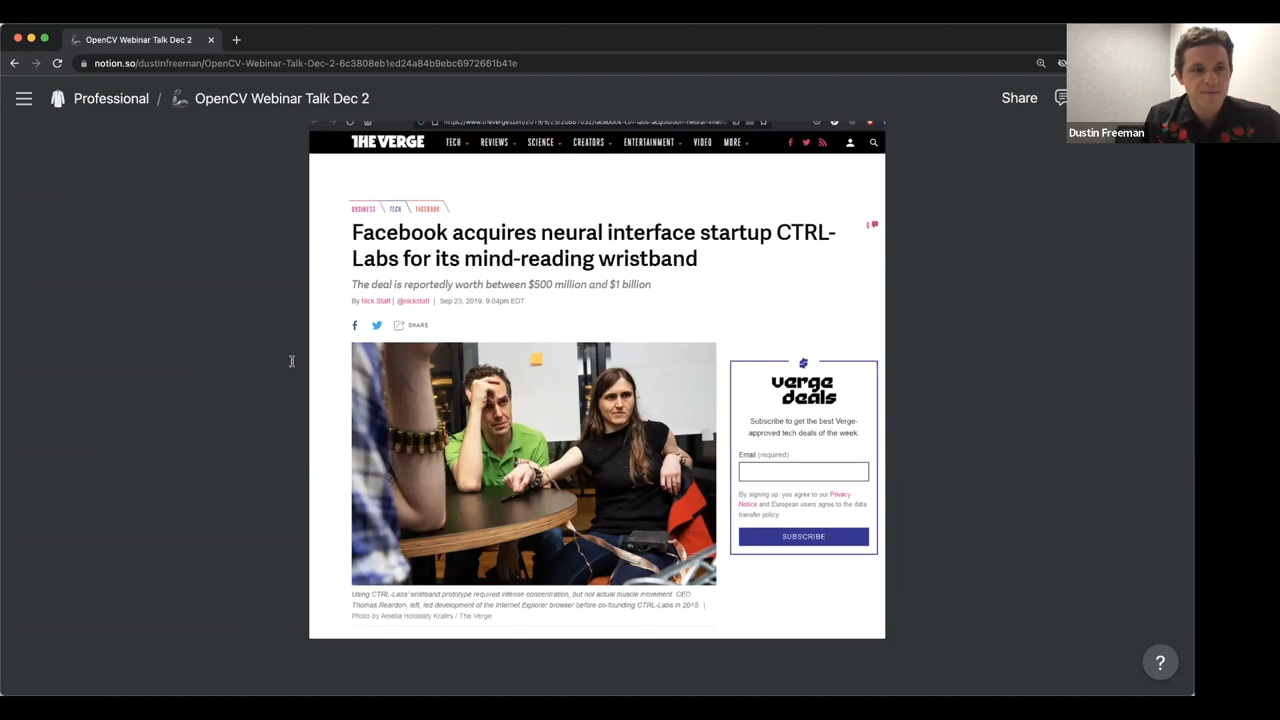 OpenCV Webinar Talk Dec 2
notion.so/dustinfreeman/OpenCV-Webinar-Talk-Dec-2-6c3808eb1ed24a84b9ebc6972661b41e
Professional / OpenCV Webinar Talk Dec 2
Share
Dustin Freeman
THE VERGE TECH REVIEWS SCIENCE CREATORS ENTERTAINMENT VIDEO MORE
BUSINESS TECH FACEBOOK
Facebook acquires neural interface startup CTRL-
Labs for its mind-reading wristband
The deal is reportedly worth between $500 million and $1 billion
By Nick Statt | @nickstatt | Sep 23, 2019, 9:04pm EDT
SHARE
verge
deals
Subscribe to get the best Verge-
approved tech deals of the week.
Email (required)
By signing up, you agree to our Privacy
Notice and European users agree to the data
transfer policy.
SUBSCRIBE
Using CTRL-Labs' wristband prototype required intense concentration, but not actual muscle movement. CEO
Thomas Reardon, left, led development of the Internet Explorer browser before co-founding CTRL-Labs in 2015. |
Photo by Amelia Holowaty Krales / The Verge
?